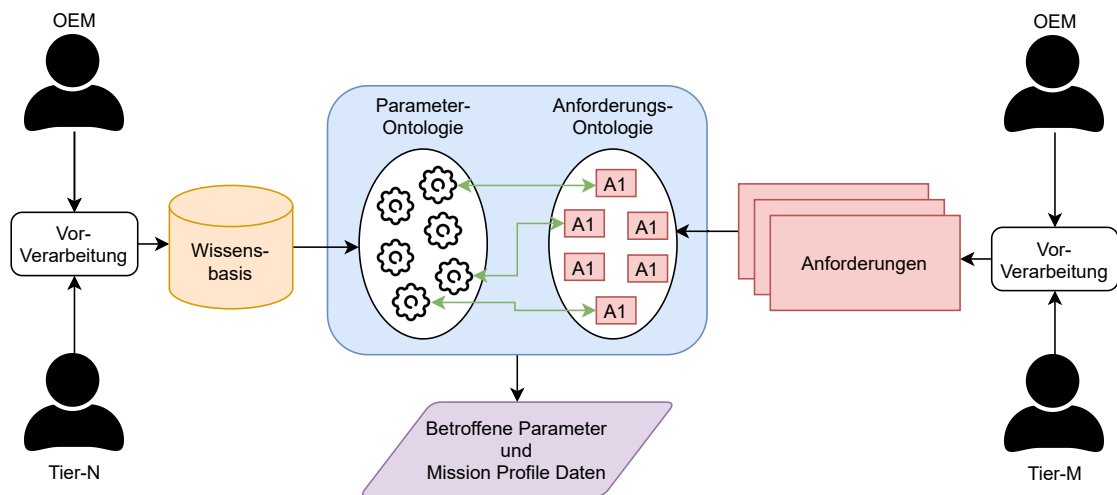 OEM
OEM
Parameter-
Ontologie
Anforderungs-
Ontologie
A1
A1
A1
A1
A1
A1
Vor-
Verarbeitung
Wissens-
basis
Anforderungen
Vor-
Verarbeitung
Betroffene Parameter
und
Mission Profile Daten
Tier-N
Tier-M